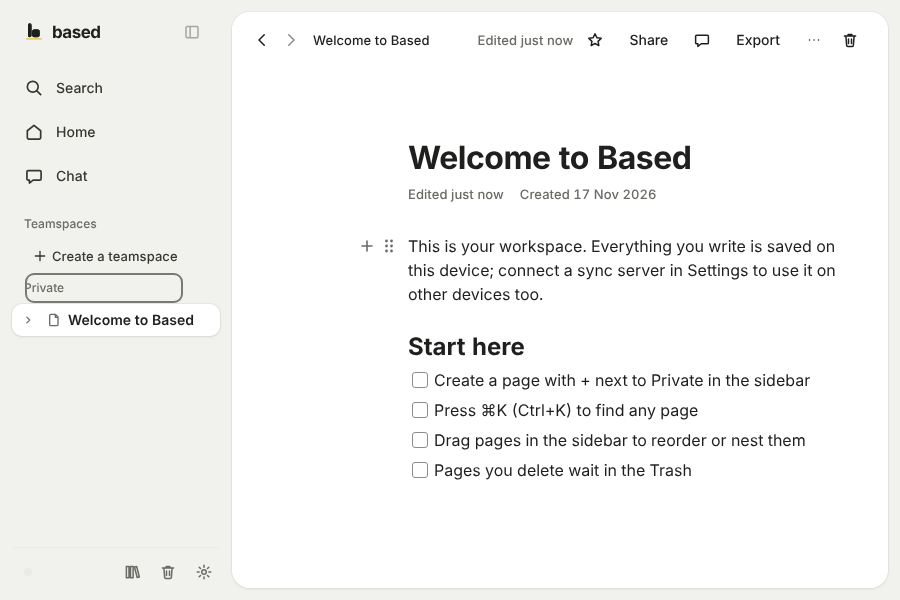 based
Search
Home
Chat
Teamspaces
+ Create a teamspace
Private
Welcome to Based
Welcome to Based
Edited just now
Share
Export
Welcome to Based
Edited just now Created 17 Nov 2026
This is your workspace. Everything you write is saved on
this device; connect a sync server in Settings to use it on
other devices too.
Start here
Create a page with + next to Private in the sidebar
Press ⌘K (Ctrl+K) to find any page
Drag pages in the sidebar to reorder or nest them
Pages you delete wait in the Trash